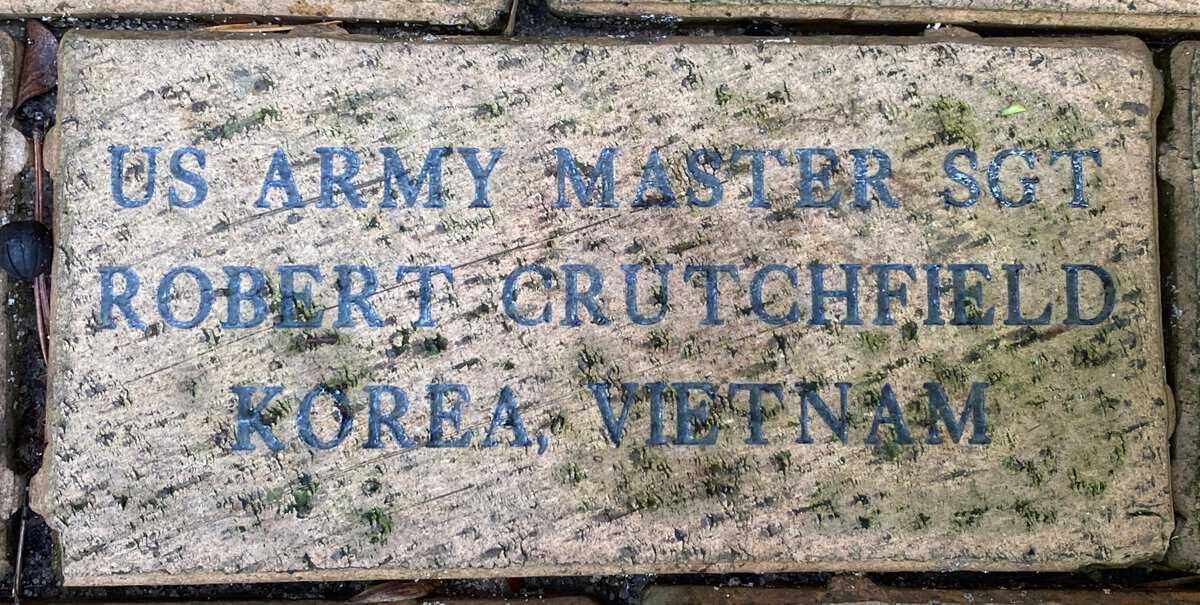 US ARMY MASTER SGT
ROBERT CRUTCHFIELD
KOREA, VIETNAM